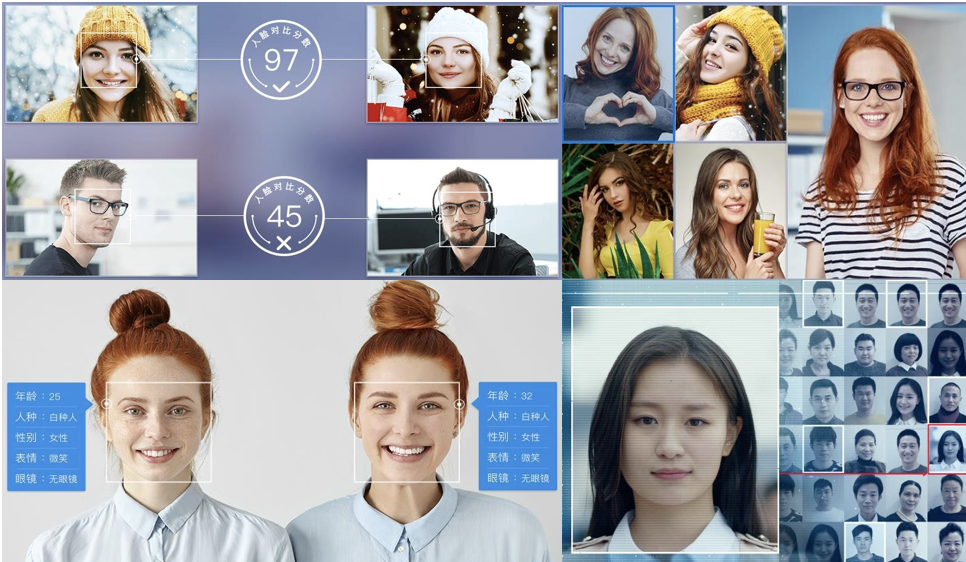 人脸对比分数
97
人脸对比分数
45
年龄：25
人种：白种人
性别：女性
表情：微笑
眼镜：无眼镜
年龄：32
人种：白种人
性别：女性
表情：微笑
眼镜：无眼镜